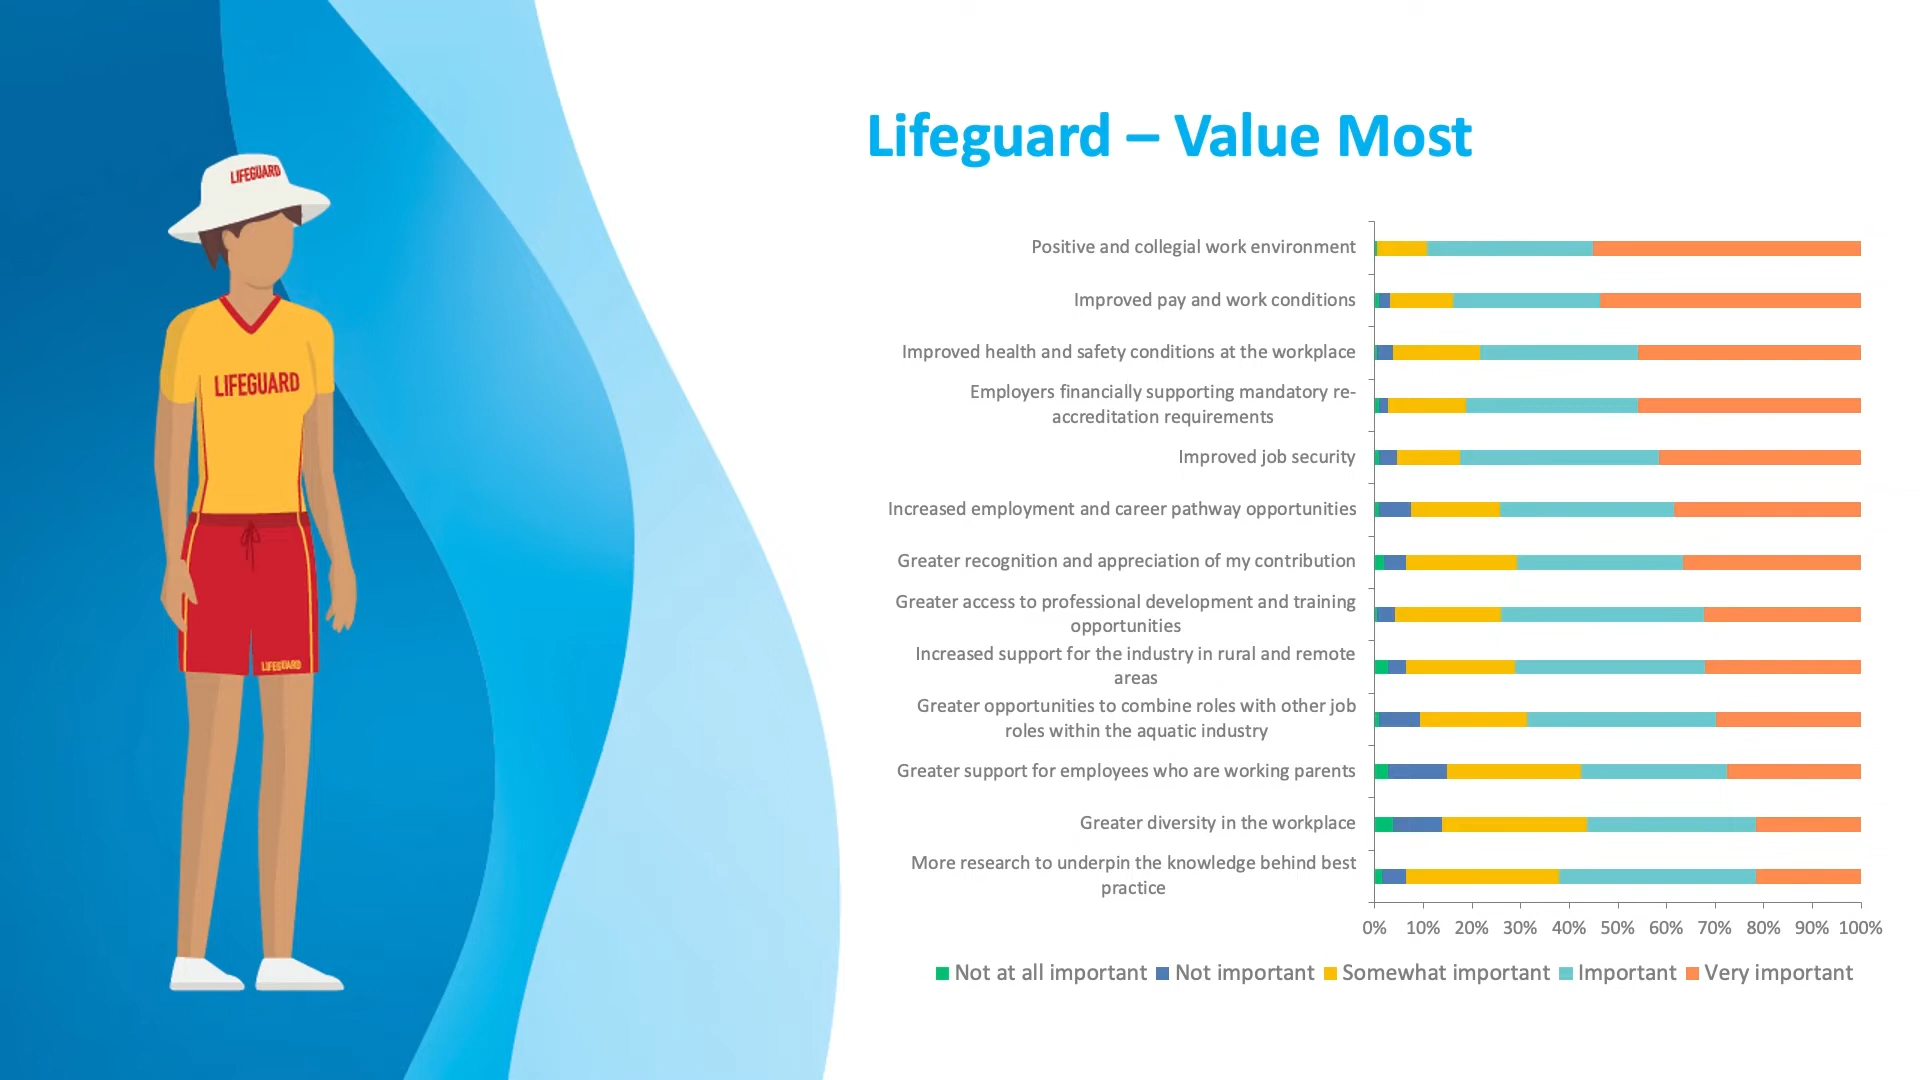 LIFEGUARD
LIFEGUARD
LIFEGUARD
Lifeguard – Value Most
Positive and collegial work environment
Improved pay and work conditions
Improved health and safety conditions at the workplace
Employers financially supporting mandatory re-
accreditation requirements
Improved job security
Increased employment and career pathway opportunities
Greater recognition and appreciation of my contribution
Greater access to professional development and training
opportunities
Increased support for the industry in rural and remote
areas
Greater opportunities to combine roles with other job
roles within the aquatic industry
Greater support for employees who are working parents
Greater diversity in the workplace
More research to underpin the knowledge behind best
practice
0% 10% 20% 30% 40% 50% 60% 70% 80% 90% 100%
Not at all important Not important Somewhat important Important Very important